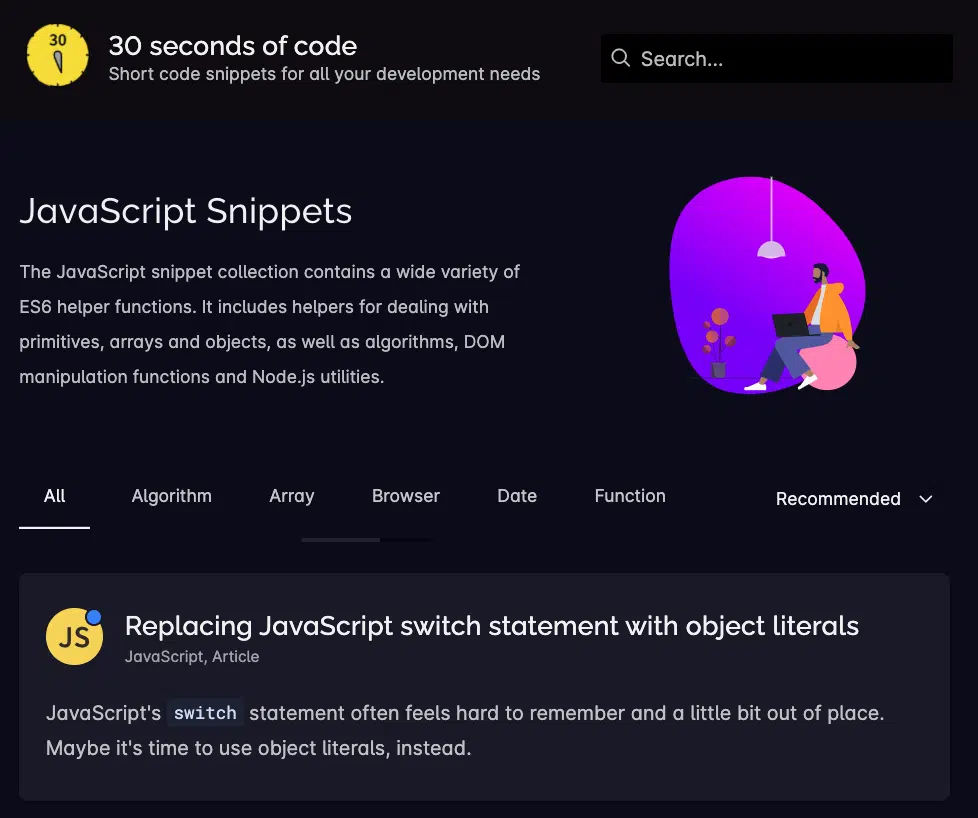 30
30 seconds of code
Short code snippets for all your development needs
Search...
JavaScript Snippets
The JavaScript snippet collection contains a wide variety of
ES6 helper functions. It includes helpers for dealing with
primitives, arrays and objects, as well as algorithms, DOM
manipulation functions and Node.js utilities.
All Algorithm Array Browser Date Function Recommended
JS
Replacing JavaScript switch statement with object literals
JavaScript, Article
JavaScript's switch statement often feels hard to remember and a little bit out of place.
Maybe it's time to use object literals, instead.